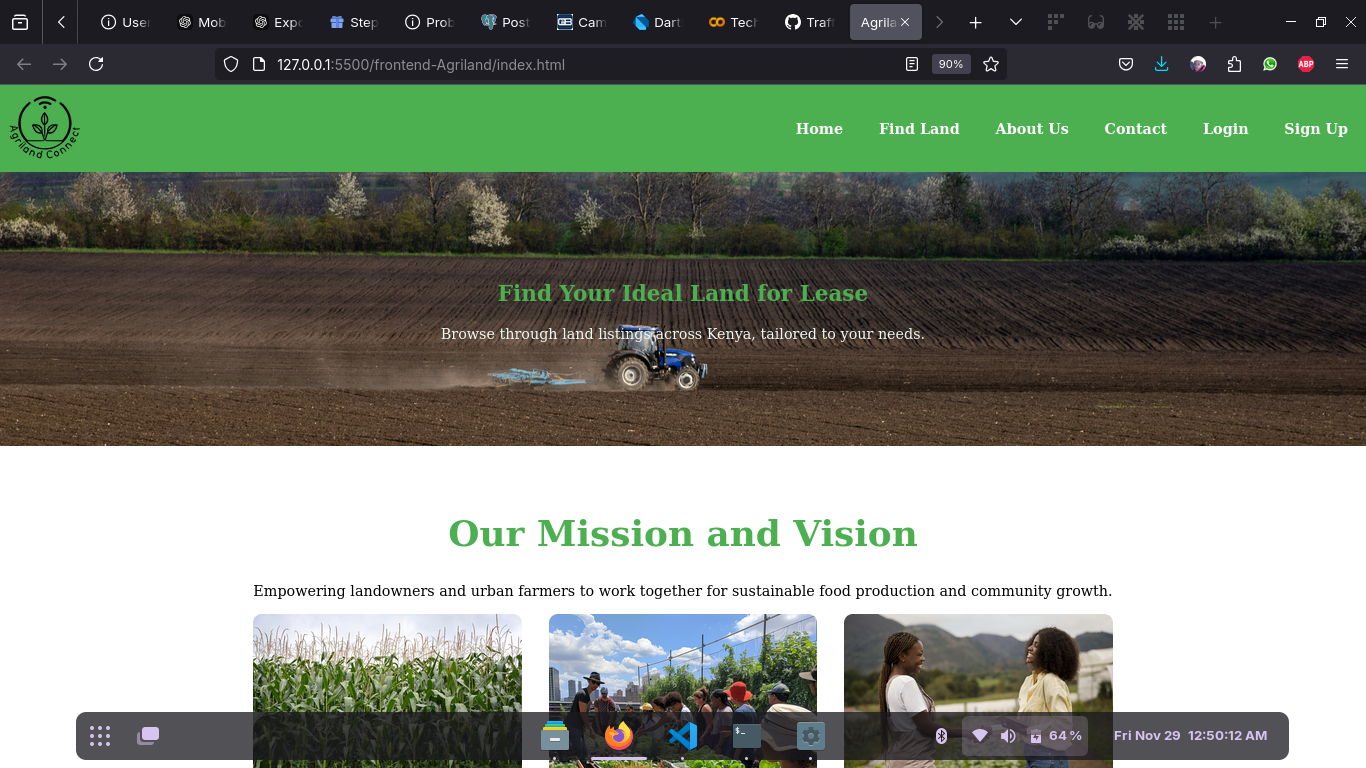 User
Mob
Expo
Step
Prob
Post
Cam
Dart
Tech
Traff
Agrila
127.0.0.1:5500/frontend-Agriland/index.html
90%
ABP
Agriland Connect
Home
Find Land
About Us
Contact
Login
Sign Up
Find Your Ideal Land for Lease
Browse through land listings across Kenya, tailored to your needs.
Our Mission and Vision
Empowering landowners and urban farmers to work together for sustainable food production and community growth.
$_
64 %
Fri Nov 29 12:50:12 AM